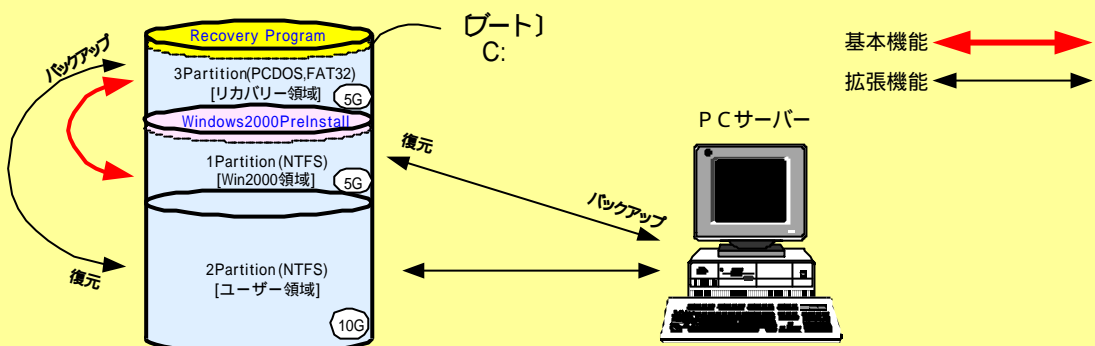 Recovery Program
3Partition(PCDOS,FAT32)
[リカバリー領域]
5G
Windows2000PreInstall
1Partition(NTFS)
[Win2000領域]
5G
2Partition(NTFS)
[ユーザー領域]
10G
バックアップ
復元
〔ブート〕
C:
復元
バックアップ
PCサーバー
基本機能
拡張機能